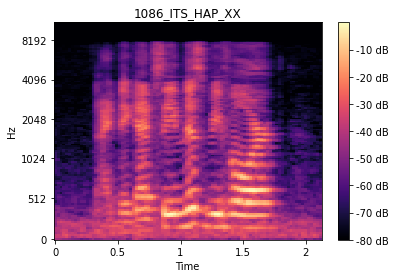 1086_ITS_HAP_XX
8192
4096
2048
1024
512
0
Hz
0
0.5
1
1.5
2
Time
-10 dB
-20 dB
-30 dB
-40 dB
-50 dB
-60 dB
-70 dB
-80 dB